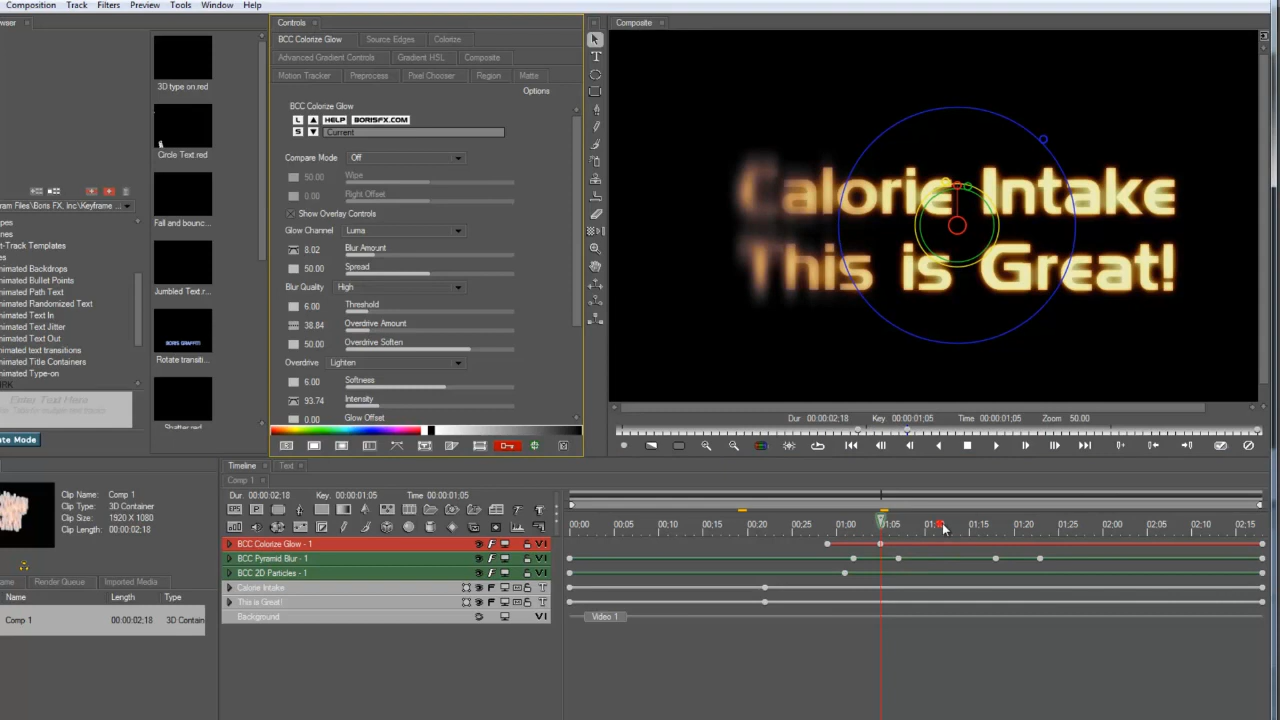 Composition Track Filters Preview Tools Window Help
Controls
Composite
BCC Colorize Glow Source Edges Colorize
Advanced Gradient Controls Gradient HSL Composite
Motion Tracker Preprocess Pixel Chooser Region Matte
Options
3D type on red
Circle Text red
Fall and bounc...
Jumbled Text r...
BORIS GRAFFITI
Rotate transiti...
BCC Colorize Glow
L HELP BORISFX.COM
S Current
Compare Mode Off
50.00 Wipe
0.00 Right Offset
Show Overlay Controls
Glow Channel Luma
8.02 Blur Amount
50.00 Spread
Blur Quality High
6.00 Threshold
38.84 Overdrive Amount
50.00 Overdrive Soften
Overdrive Lighten
6.00 Softness
93.74 Intensity
0.00 Glow Offset
Calorie Intake
This is Great!
ram Files\Boris FX, Inc\Keyframe ...
ypes
t-Track Templates
nimated Backdrops
nimated Bullet Points
nimated Path Text
nimated Randomized Text
nimated Text In
nimated Text Jitter
nimated Text Out
nimated text transitions
nimated Title Containers
nimated Type-on
Enter Text Here
ate Mode
Dur 00:00:02;18 Key 00:00:01;05 Time 00:00:01;05 Zoom 50.00
Timeline Text
Comp 1
Dur 00:00:02;18 Key 00:00:01;05 Time 00:00:01;05
Clip Name: Comp 1
Clip Type: 3D Container
Clip Size: 1920 X 1080
Clip Length: 00:00:02;18
00:00 00:05 00:10 00:15 00:20 00:25 01:00 01:05 01:15 01:20 01:25 02:00 02:05 02:10 02:15
BCC Colorize Glow - 1
BCC Pyramid Blur - 1
BCC 2D Particles - 1
Calorie Intake
This is Great!
Background
Video 1
ame Render Queue Imported Media
Name Length Type
Comp 1 00:00:02;18 3D Contain